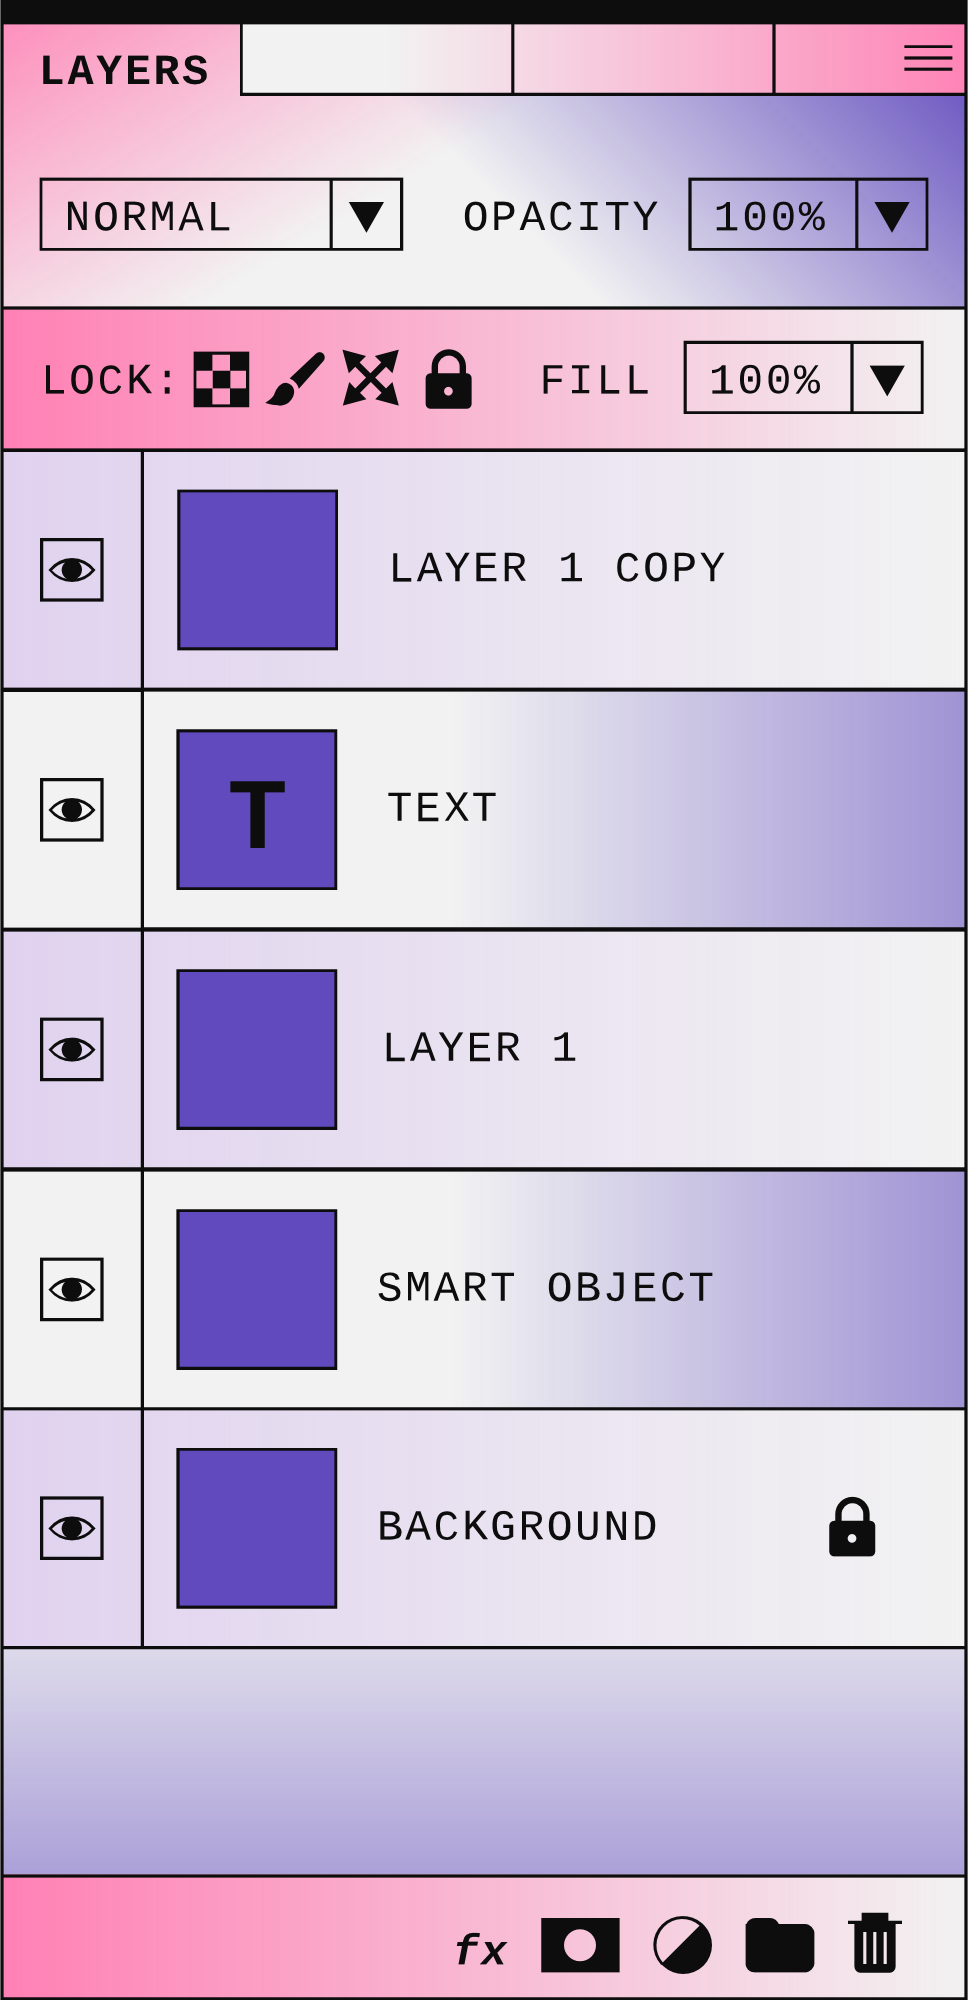 LAYERS
NORMAL OPACITY 100%
LOCK: FILL 100%
LAYER 1 COPY
T TEXT
LAYER 1
SMART OBJECT
BACKGROUND
fx